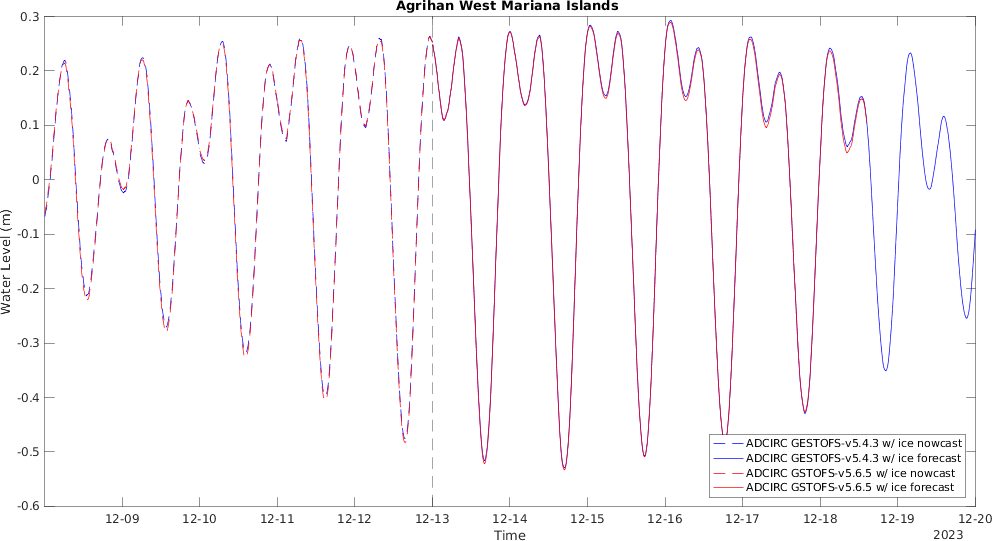 Agrihan West Mariana Islands
0.3
0.2
0.1
0
-0.1
-0.2
-0.3
-0.4
-0.5
-0.6
Water Level (m)
12-09 12-10 12-11 12-12 12-13 12-14 12-15 12-16 12-17 12-18 12-19 12-20
Time
2023
ADCIRC GESTOFS-v5.4.3 w/ ice nowcast
ADCIRC GESTOFS-v5.4.3 w/ ice forecast
ADCIRC GSTOFS-v5.6.5 w/ ice nowcast
ADCIRC GSTOFS-v5.6.5 w/ ice forecast